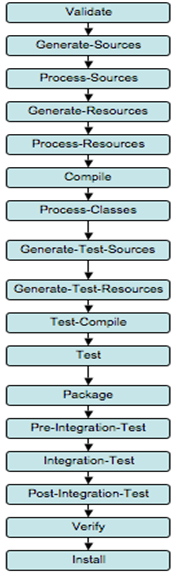 Validate
Generate-Sources
Process-Sources
Generate-Resources
Process-Resources
Compile
Process-Classes
Generate-Test-Sources
Generate-Test-Resources
Test-Compile
Test
Package
Pre-Integration-Test
Integration-Test
Post-Integration-Test
Verify
Install